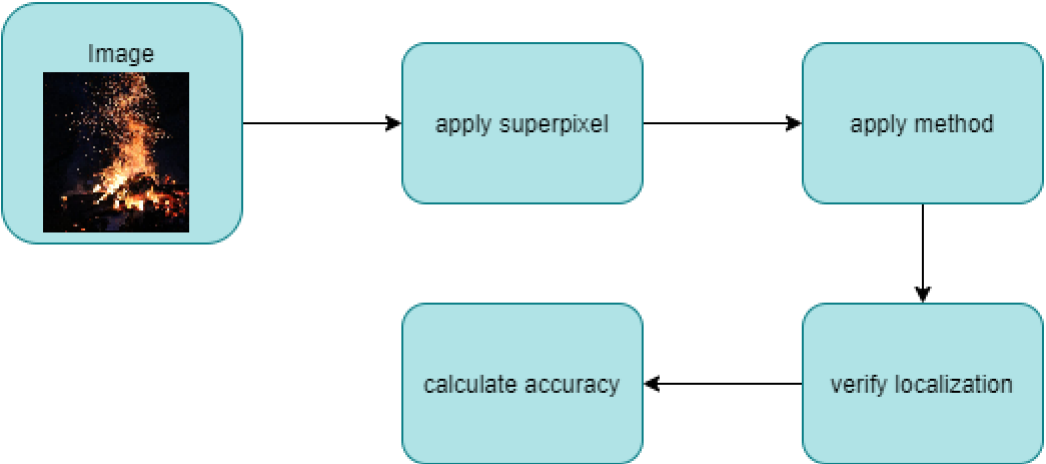 Image
apply superpixel
apply method
verify localization
calculate accuracy